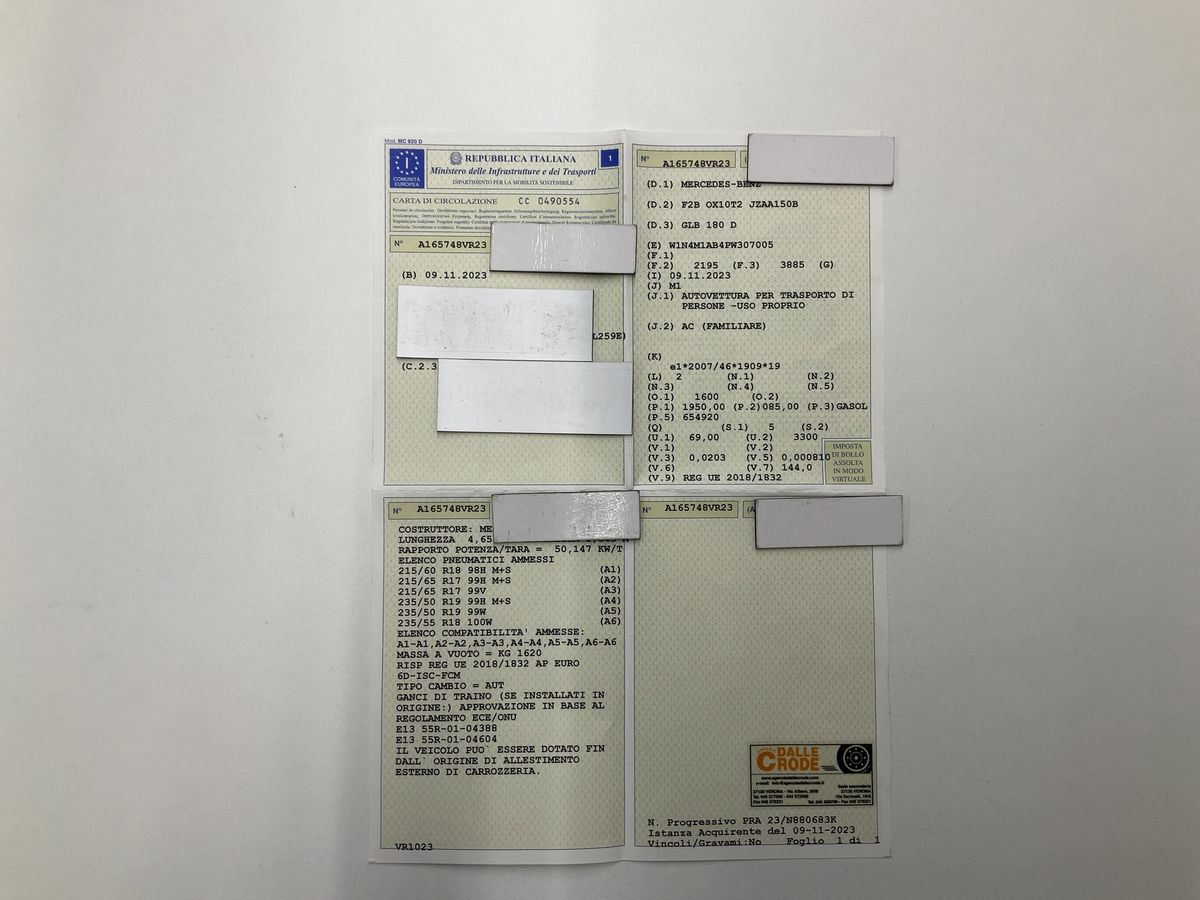 Mod. MC 820 D
REPUBBLICA ITALIANA
1
Ministero delle Infrastrutture e dei Trasporti
DIPARTIMENTO PER LA MOBILITÀ SOSTENIBILE
I
COMUNITÀ
EUROPEA
CARTA DI CIRCOLAZIONE CC 0490554
N° A165748VR23
(B) 09.11.2023
L259E)
(C.2.3
N° A165748VR23 (
(D.1) MERCEDES-BENZ
(D.2) F2B OX10T2 JZAA150B
(D.3) GLB 180 D
(E) W1N4M1AB4PW307005
(F.1)
(F.2) 2195 (F.3) 3885 (G)
(I) 09.11.2023
(J) M1
(J.1) AUTOVETTURA PER TRASPORTO DI
PERSONE -USO PROPRIO
(J.2) AC (FAMILIARE)
(K)
e1*2007/46*1909*19
(L) 2 (N.1) (N.2)
(N.3) (N.4) (N.5)
(O.1) 1600 (O.2)
(P.1) 1950,00 (P.2)085,00 (P.3)GASOL
(P.5) 654920
(Q) (S.1) 5 (S.2)
(U.1) 69,00 (U.2) 3300
(V.1) (V.2)
(V.3) 0,0203 (V.5) 0,000810
(V.6) (V.7) 144,0
(V.9) REG UE 2018/1832
IMPOSTA
DI BOLLO
ASSOLTA
IN MODO
VIRTUALE
N° A165748VR23
COSTRUTTORE: ME
LUNGHEZZA 4,65
RAPPORTO POTENZA/TARA = 50,147 KW/T
ELENCO PNEUMATICI AMMESSI
215/60 R18 98H M+S (A1)
215/65 R17 99H M+S (A2)
215/65 R17 99V (A3)
235/50 R19 99H M+S (A4)
235/50 R19 99W (A5)
235/55 R18 100W (A6)
ELENCO COMPATIBILITA' AMMESSE:
A1-A1,A2-A2,A3-A3,A4-A4,A5-A5,A6-A6
MASSA A VUOTO = KG 1620
RISP REG UE 2018/1832 AP EURO
6D-ISC-FCM
TIPO CAMBIO = AUT
GANCI DI TRAINO (SE INSTALLATI IN
ORIGINE:) APPROVAZIONE IN BASE AL
REGOLAMENTO ECE/ONU
E13 55R-01-04388
E13 55R-01-04604
IL VEICOLO PUO` ESSERE DOTATO FIN
DALL` ORIGINE DI ALLESTIMENTO
ESTERNO DI CARROZZERIA.
VR1023
N° A165748VR23 (A
DALLE
CRODE
www.agenziadallecrode.com
e-mail: info@agenziadallecrode.it
N. Progressivo PRA 23/N880683K
Istanza Acquirente del 09-11-2023
Vincoli/Gravami:No Foglio 1 di 1